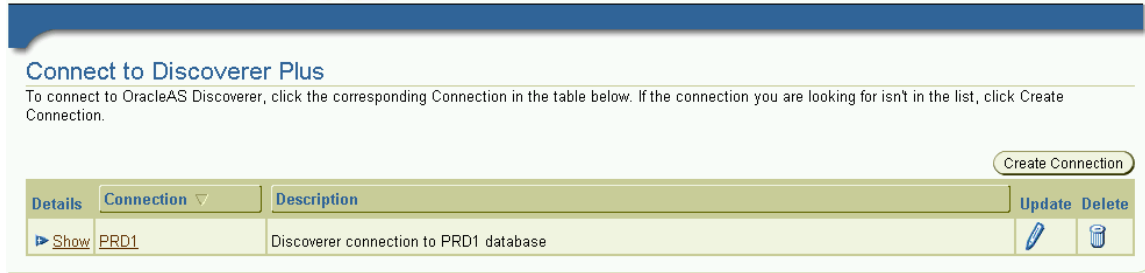 Connect to Discoverer Plus
To connect to OracleAS Discoverer, click the corresponding Connection in the table below. If the connection you are looking for isn't in the list, click Create
Connection.
Create Connection
Details Connection Description Update Delete
Show PRD1 Discoverer connection to PRD1 database